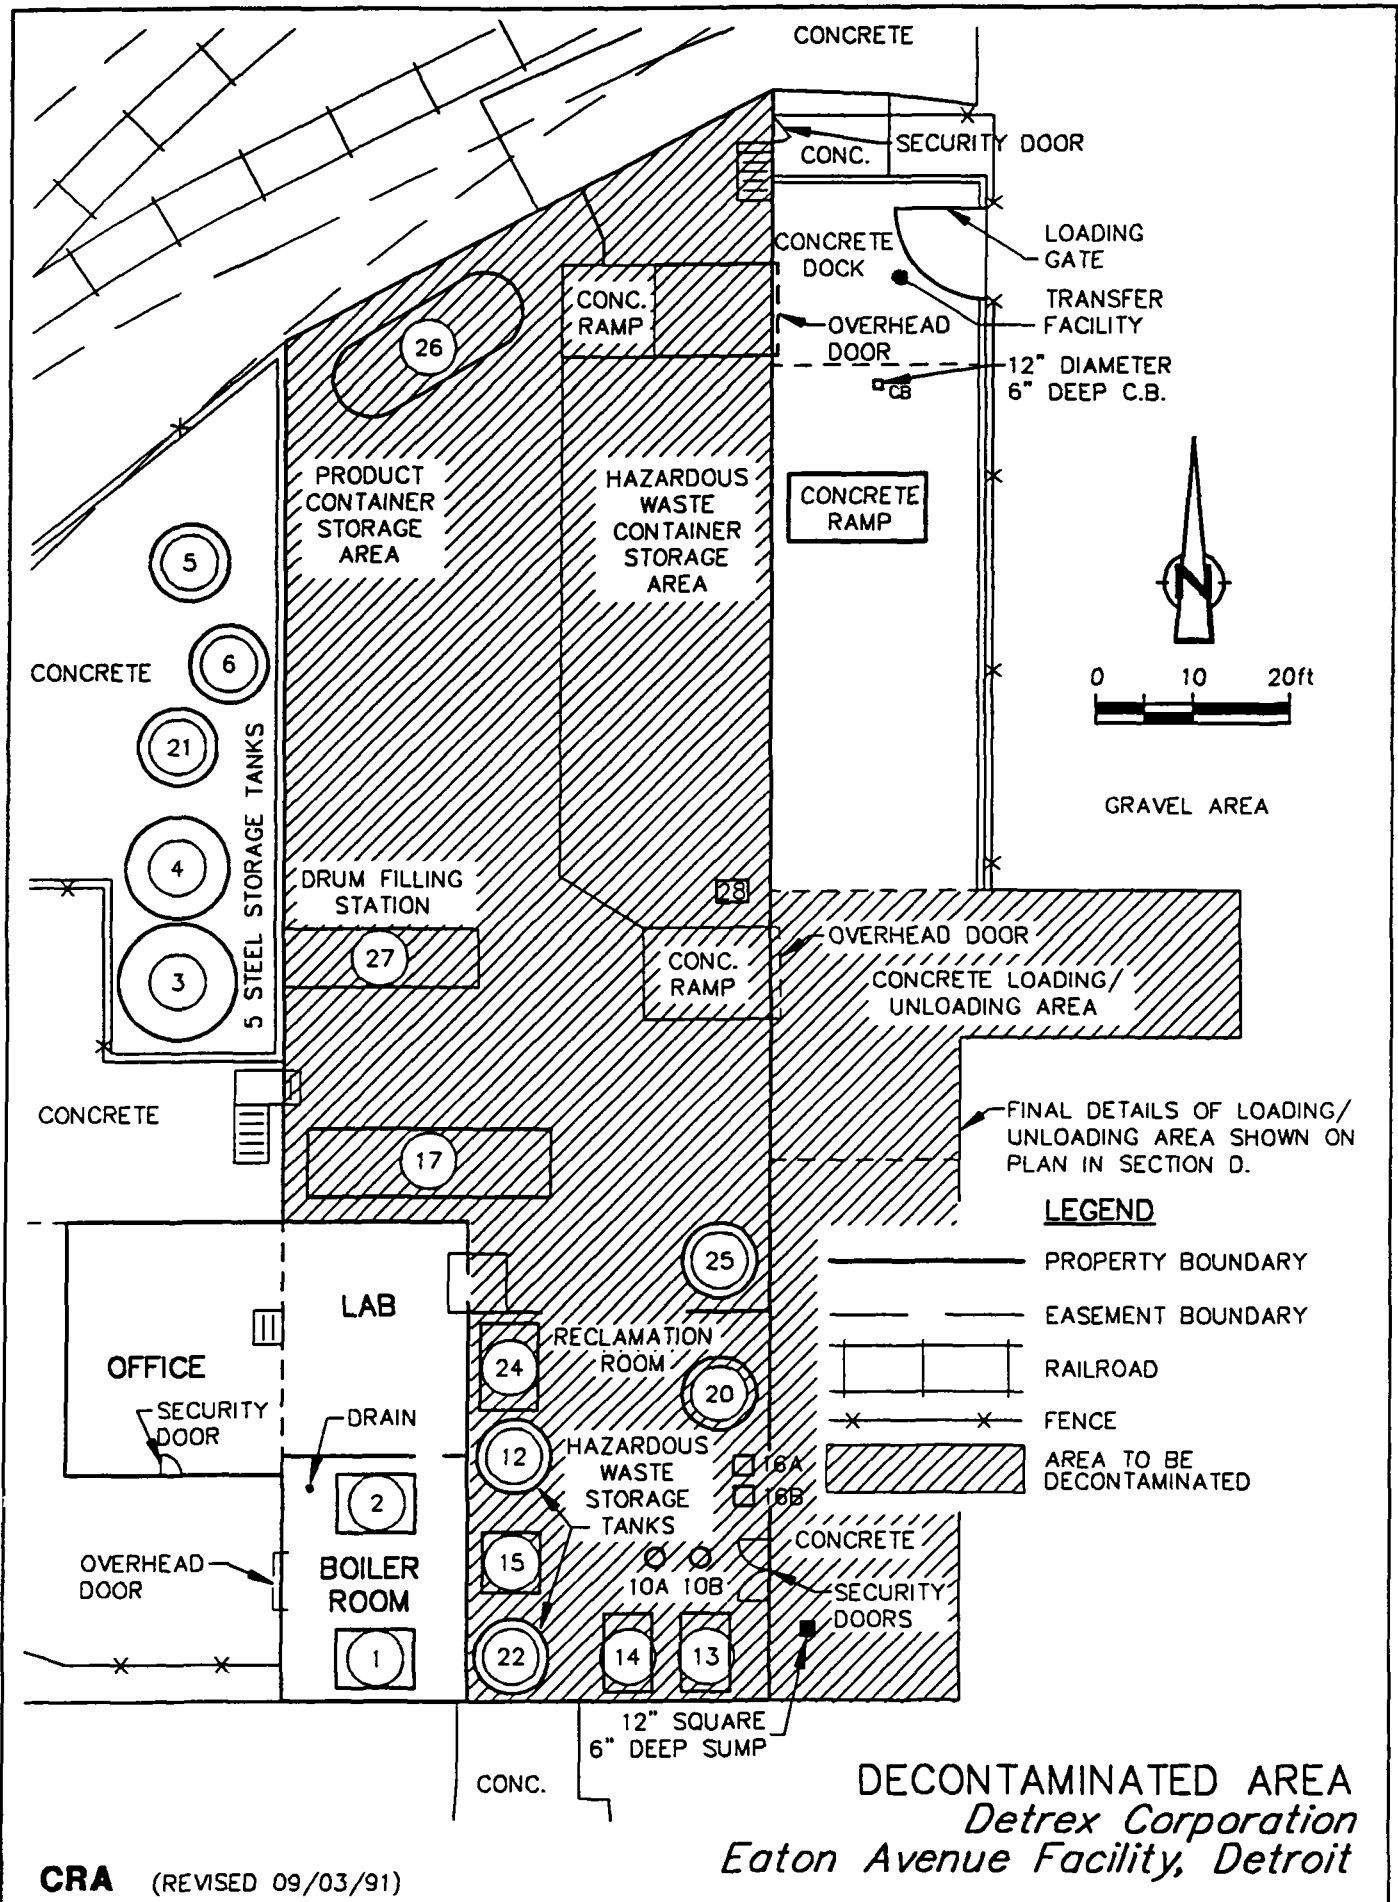 CONCRETE
SECURITY DOOR
CONC.
CONCRETE
DOCK
LOADING
GATE
TRANSFER
FACILITY
CONC.
RAMP
OVERHEAD
DOOR
26
12" DIAMETER
6" DEEP C.B.
CB
PRODUCT
CONTAINER
STORAGE
AREA
HAZARDOUS
WASTE
CONTAINER
STORAGE
AREA
CONCRETE
RAMP
N
5
6
CONCRETE
0 10 20ft
21
5 STEEL STORAGE TANKS
GRAVEL AREA
4
DRUM FILLING
STATION
28
27
3
CONC.
RAMP
OVERHEAD DOOR
CONCRETE LOADING/
UNLOADING AREA
CONCRETE
FINAL DETAILS OF LOADING/
UNLOADING AREA SHOWN ON
PLAN IN SECTION D.
17
LEGEND
25
PROPERTY BOUNDARY
LAB
EASEMENT BOUNDARY
OFFICE
24
RECLAMATION
ROOM
20
RAILROAD
SECURITY
DOOR
DRAIN
FENCE
12
HAZARDOUS
WASTE
STORAGE
TANKS
16A
16B
AREA TO BE
DECONTAMINATED
2
CONCRETE
OVERHEAD
DOOR
BOILER
ROOM
15
10A 10B
SECURITY
DOORS
1
22
14
13
12" SQUARE
6" DEEP SUMP
CONC.
DECONTAMINATED AREA
Detrex Corporation
Eaton Avenue Facility, Detroit
CRA (REVISED 09/03/91)